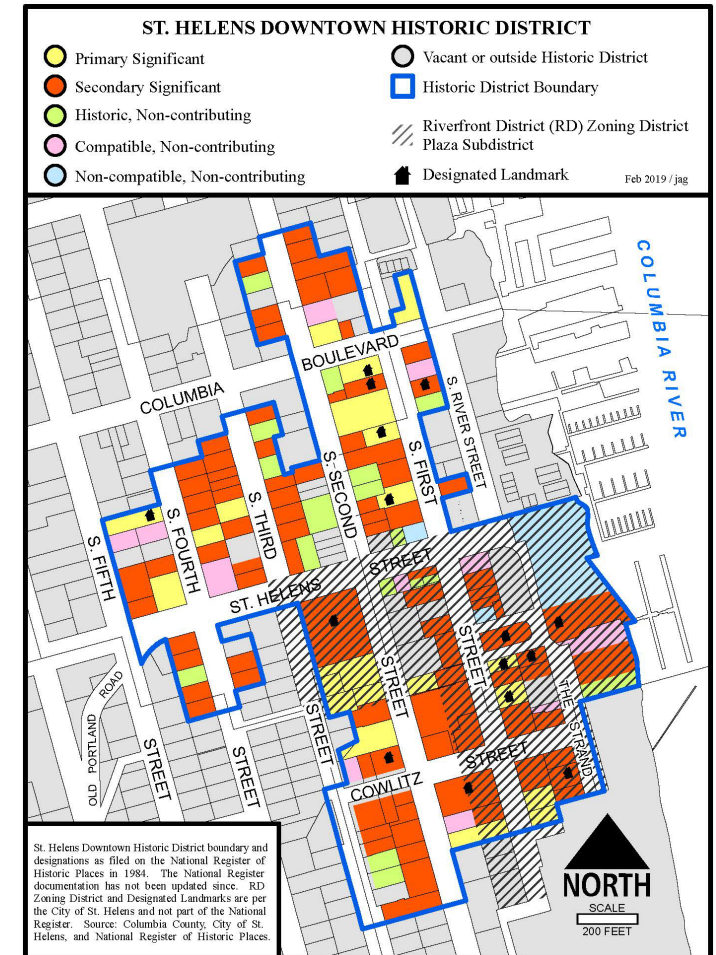 ST. HELENS DOWNTOWN HISTORIC DISTRICT
Primary Significant
Secondary Significant
Historic, Non-contributing
Compatible, Non-contributing
Non-compatible, Non-contributing
Vacant or outside Historic District
Historic District Boundary
Riverfront District (RD) Zoning District
Plaza Subdistrict
Designated Landmark
Feb 2019 / jag
COLUMBIA RIVER
BOULEVARD
COLUMBIA
S. RIVER STREET
S. FIRST
S. SECOND
S. THIRD
S. FOURTH
S. FIFTH
STREET
ST. HELENS
STREET
STREET
STREET
THE STRAND
ROAD
OLD PORTLAND
STREET
STREET
STREET
COWLITZ
St. Helens Downtown Historic District boundary and
designations as filed on the National Register of
Historic Places in 1984. The National Register
documentation has not been updated since. RD
Zoning District and Designated Landmarks are per
the City of St. Helens and not part of the National
Register. Source: Columbia County, City of St.
Helens, and National Register of Historic Places.
NORTH
SCALE
200 FEET